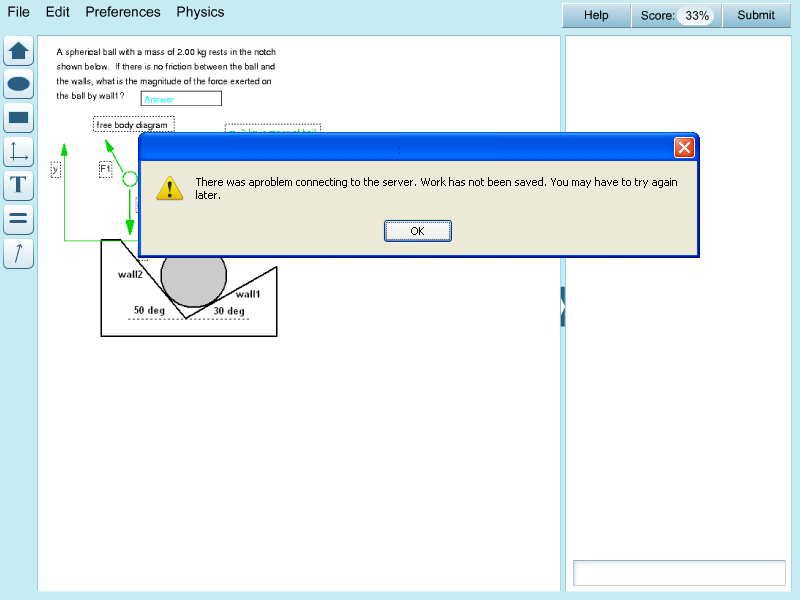 File Edit Preferences Physics
Help Score: 33% Submit
A spherical ball with a mass of 2.00 kg rests in the notch
shown below. If there is no friction between the ball and
the walls, what is the magnitude of the force exerted on
the ball by wall1? Answer
free body diagram
y
F1
There was aproblem connecting to the server. Work has not been saved. You may have to try again
later.
OK
T
wall2
wall1
50 deg
30 deg